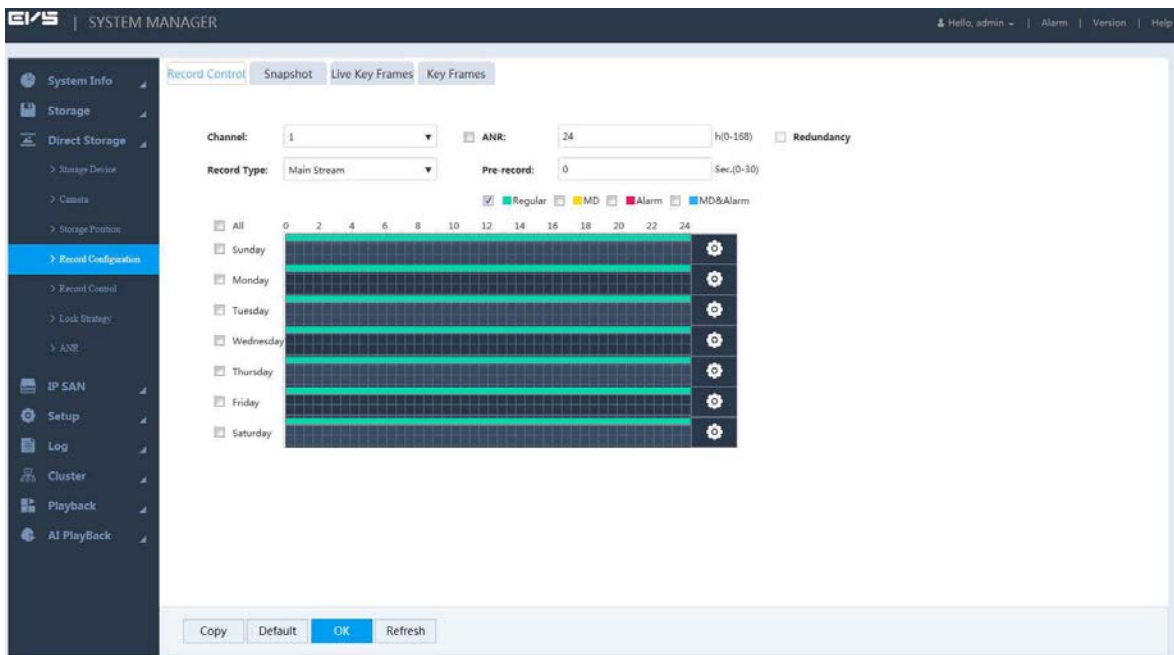 EIVS | SYSTEM MANAGER
Hello, admin | Alarm | Version | Help
System Info
Storage
Direct Storage
> Storage Device
> Camera
> Storage Position
> Record Configuration
> Record Control
> Lock Strategy
> ANR
IP SAN
Setup
Log
Cluster
Playback
AI PlayBack
Record Control Snapshot Live Key Frames Key Frames
Channel: 1 ANR: 24 h(0-168) Redundancy
Record Type: Main Stream Pre-record: 0 Sec.(0-30)
Regular MD Alarm MD&Alarm
All 0 2 4 6 8 10 12 14 16 18 20 22 24
Sunday
Monday
Tuesday
Wednesday
Thursday
Friday
Saturday
Copy Default OK Refresh